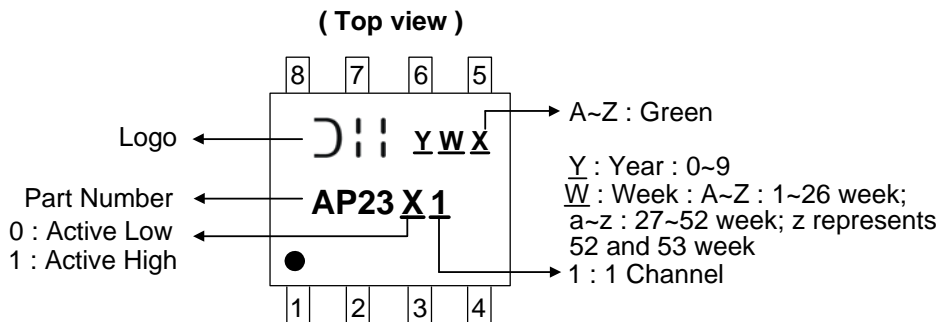 ( Top view )
8 7 6 5
Logo
Y W X
A~Z : Green
Part Number
AP23 X 1
0 : Active Low
1 : Active High
Y : Year : 0~9
W : Week : A~Z : 1~26 week;
a~z : 27~52 week; z represents
52 and 53 week
1 : 1 Channel
1 2 3 4